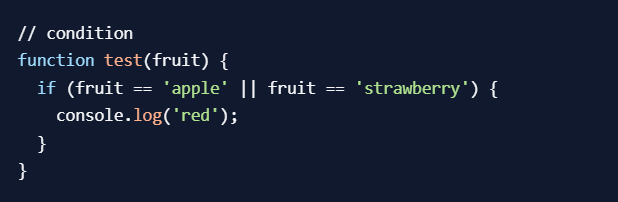 // condition
function test(fruit) {
  if (fruit == 'apple' || fruit == 'strawberry') {
    console.log('red');
  }
}